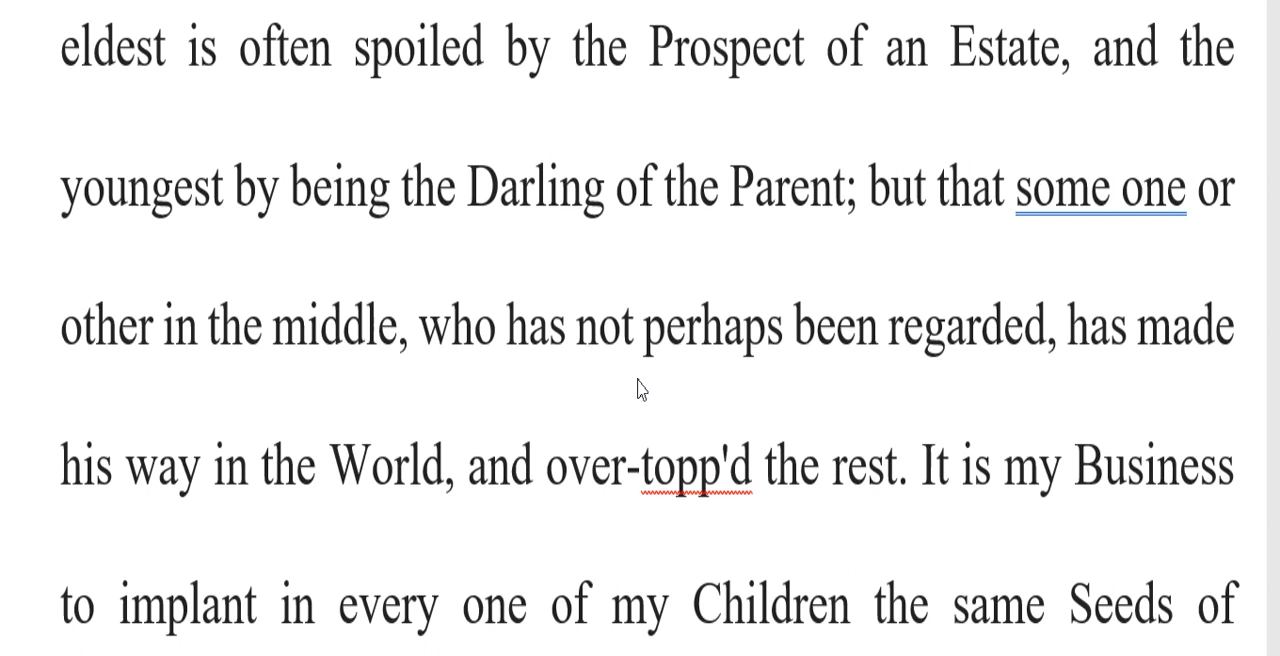 eldest is often spoiled by the Prospect of an Estate, and the
youngest by being the Darling of the Parent; but that some one or
other in the middle, who has not perhaps been regarded, has made
his way in the World, and over-topp'd the rest. It is my Business
to implant in every one of my Children the same Seeds of